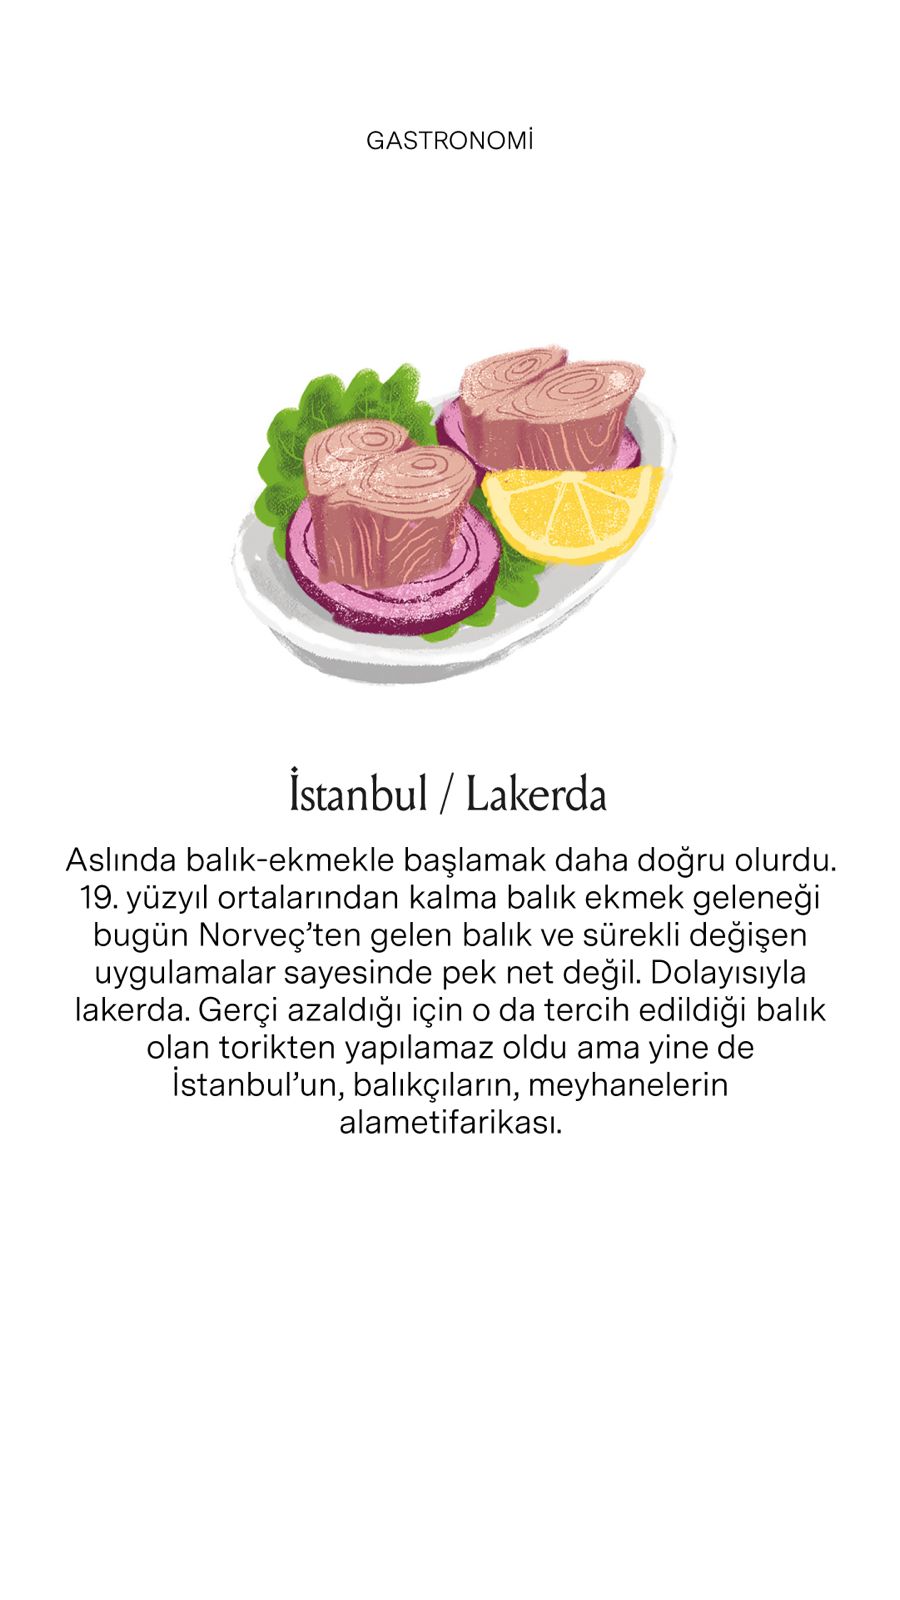 GASTRONOMİ
İstanbul / Lakerda
Aslında balık-ekmekle başlamak daha doğru olurdu.
19. yüzyıl ortalarından kalma balık ekmek geleneği
bugün Norveç’ten gelen balık ve sürekli değişen
uygulamalar sayesinde pek net değil. Dolayısıyla
lakerda. Gerçi azaldığı için o da tercih edildiği balık
olan torikten yapılamaz oldu ama yine de
İstanbul’un, balıkçıların, meyhanelerin
alametifarikası.